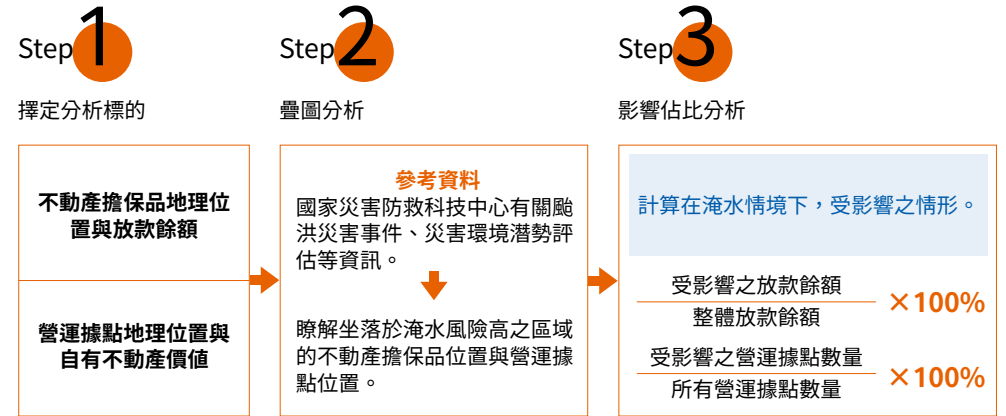 Step 1
擇定分析標的
不動產擔保品地理位
置與放款餘額
營運據點地理位置與
自有不動產價值
Step 2
疊圖分析
參考資料
國家災害防救科技中心有關颱
洪災害事件、災害環境潛勢評
估等資訊。
瞭解坐落於淹水風險高之區域
的不動產擔保品位置與營運據
點位置。
Step 3
影響佔比分析
計算在淹水情境下，受影響之情形。
受影響之放款餘額
整體放款餘額
×100%
受影響之營運據點數量
所有營運據點數量
×100%